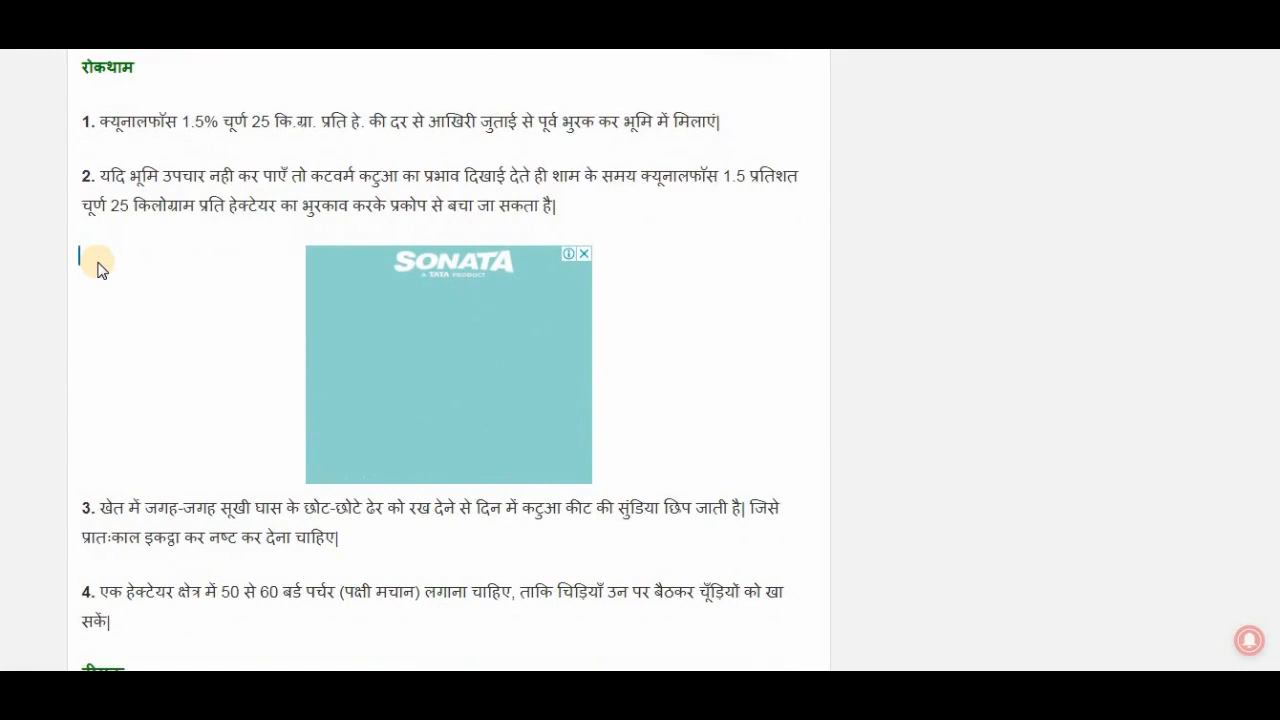 रोकथाम
1. क्यूनालफॉस 1.5% चूर्ण 25 कि.ग्रा. प्रति हे. की दर से आखिरी जुताई से पूर्व भुरक कर भूमि में मिलाएं|
2. यदि भूमि उपचार नही कर पाएँ तो कटवर्म कटुआ का प्रभाव दिखाई देते ही शाम के समय क्यूनालफॉस 1.5 प्रतिशत
चूर्ण 25 किलोग्राम प्रति हेक्टेयर का भुरकाव करके प्रकोप से बचा जा सकता है|
SONATA
A TATA PRODUCT
3. खेत में जगह-जगह सूखी घास के छोट-छोटे ढेर को रख देने से दिन में कटुआ कीट की सुंडिया छिप जाती है| जिसे
प्रातःकाल इकट्ठा कर नष्ट कर देना चाहिए|
4. एक हेक्टेयर क्षेत्र में 50 से 60 बर्ड पर्चर (पक्षी मचान) लगाना चाहिए, ताकि चिड़ियाँ उन पर बैठकर चूँड़ियों को खा
सकें|